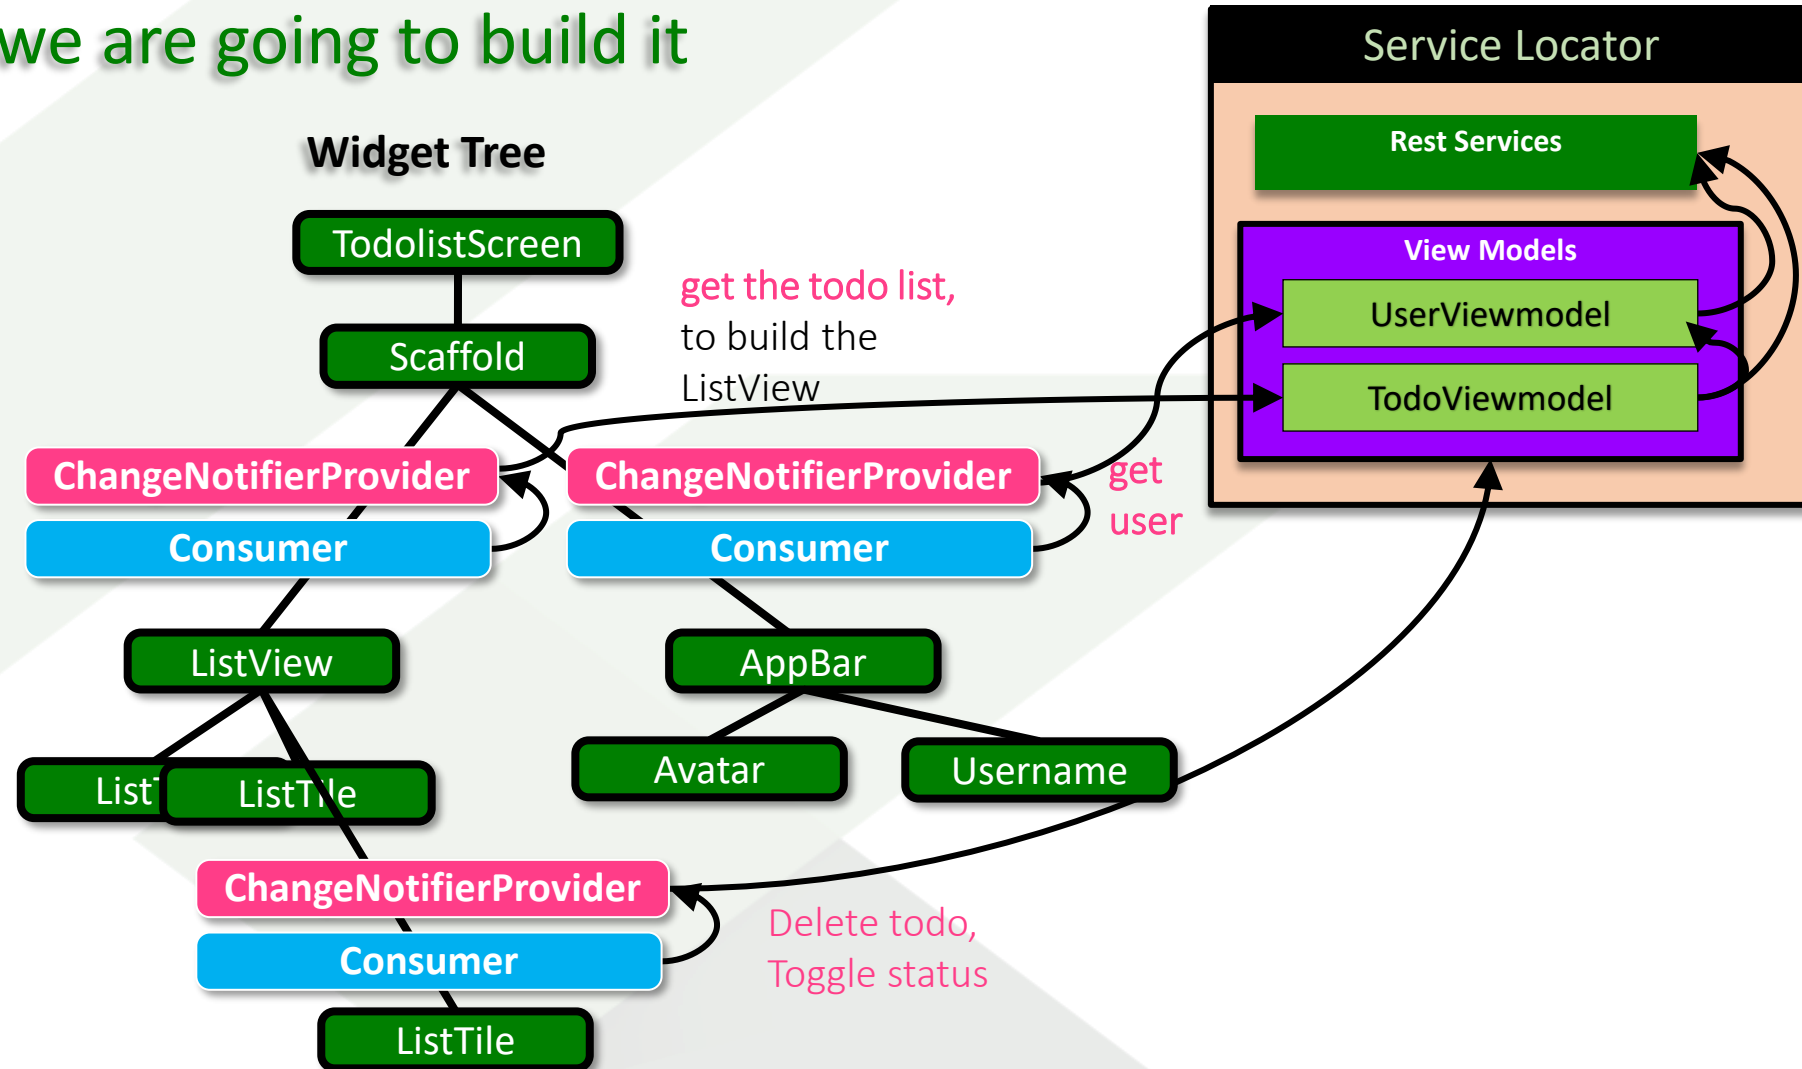 we are going to build it
Service Locator
Rest Services
View Models
UserViewmodel
TodoViewmodel
Widget Tree
TodolistScreen
Scaffold
get the todo list,
to build the
ListView
ChangeNotifierProvider
Consumer
ChangeNotifierProvider
Consumer
get
user
ListView
AppBar
List
ListTile
Avatar
Username
ChangeNotifierProvider
Consumer
Delete todo,
Toggle status
ListTile